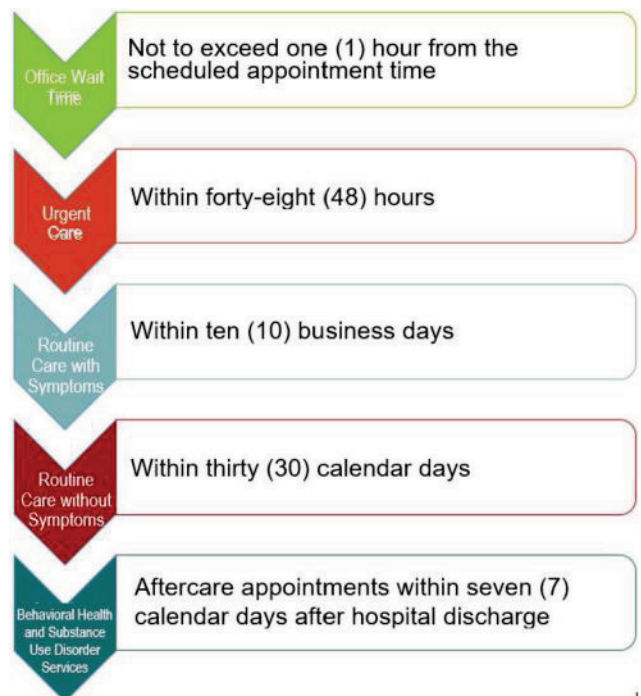 Office Wait
Time
Not to exceed one (1) hour from the
scheduled appointment time
Urgent
Care
Within forty-eight (48) hours
Routine
Care with
Symptoms
Within ten (10) business days
Routine
Care without
Symptoms
Within thirty (30) calendar days
Behavioral Health
and Substance
Use Disorder
Services
Aftercare appointments within seven (7)
calendar days after hospital discharge